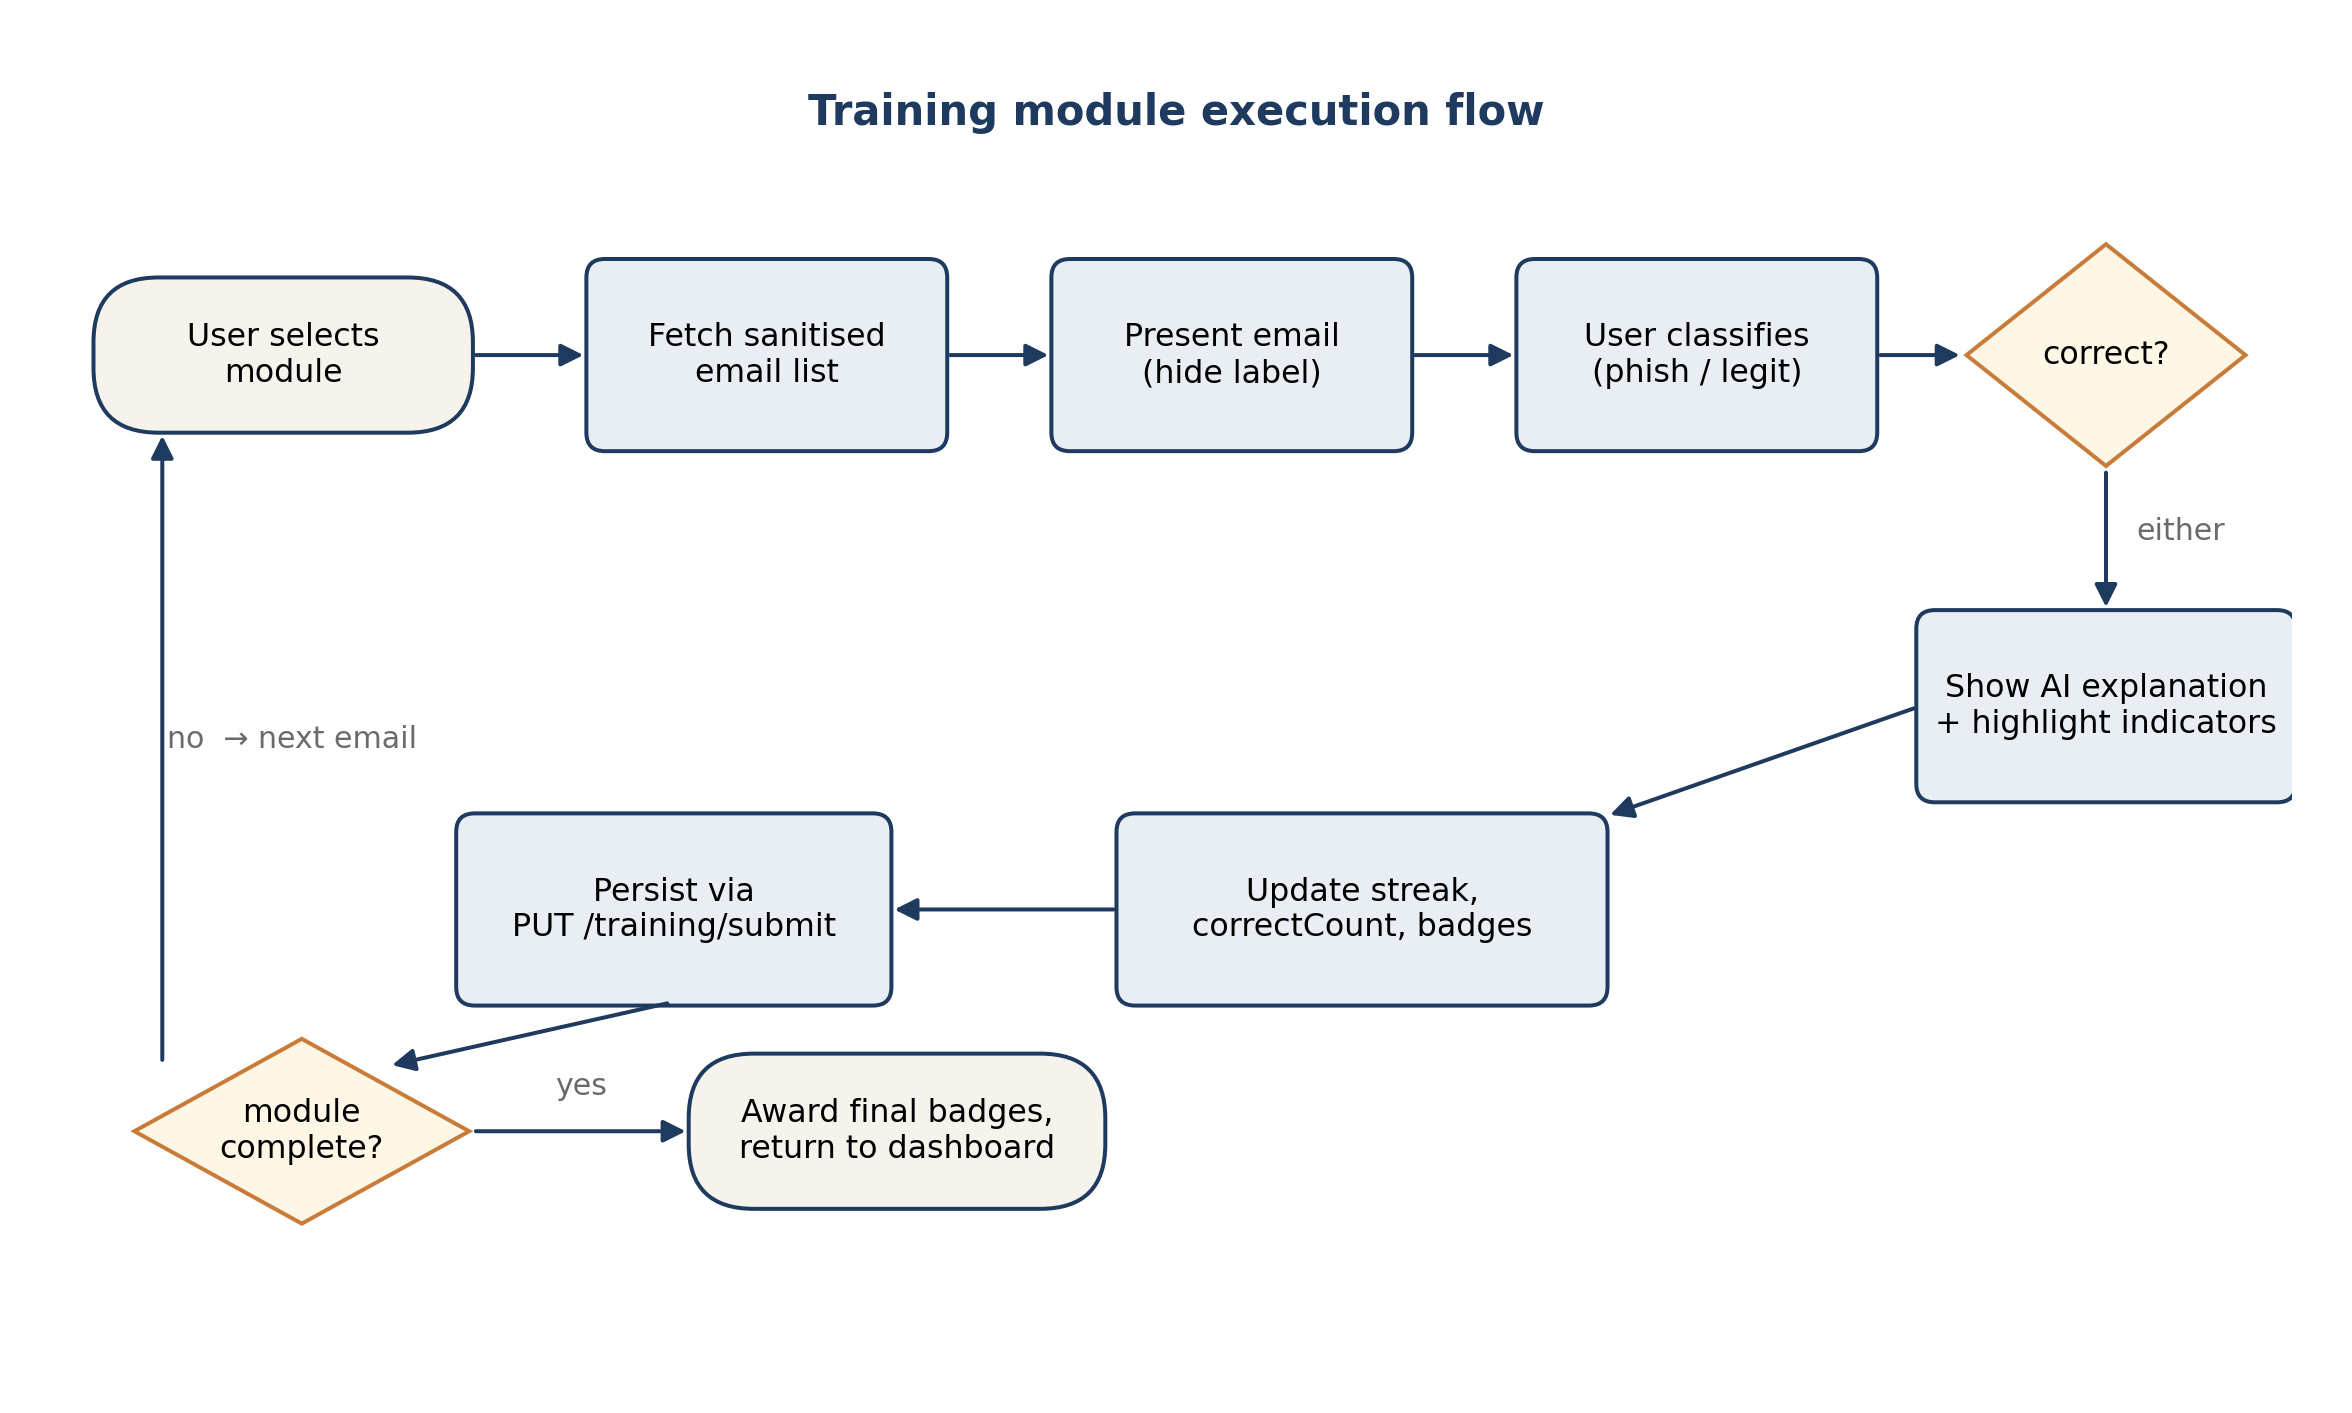 Training module execution flow
User selects
module
Fetch sanitised
email list
Present email
(hide label)
User classifies
(phish / legit)
correct?
either
Show AI explanation
+ highlight indicators
no → next email
Persist via
PUT /training/submit
Update streak,
correctCount, badges
module
complete?
yes
Award final badges,
return to dashboard